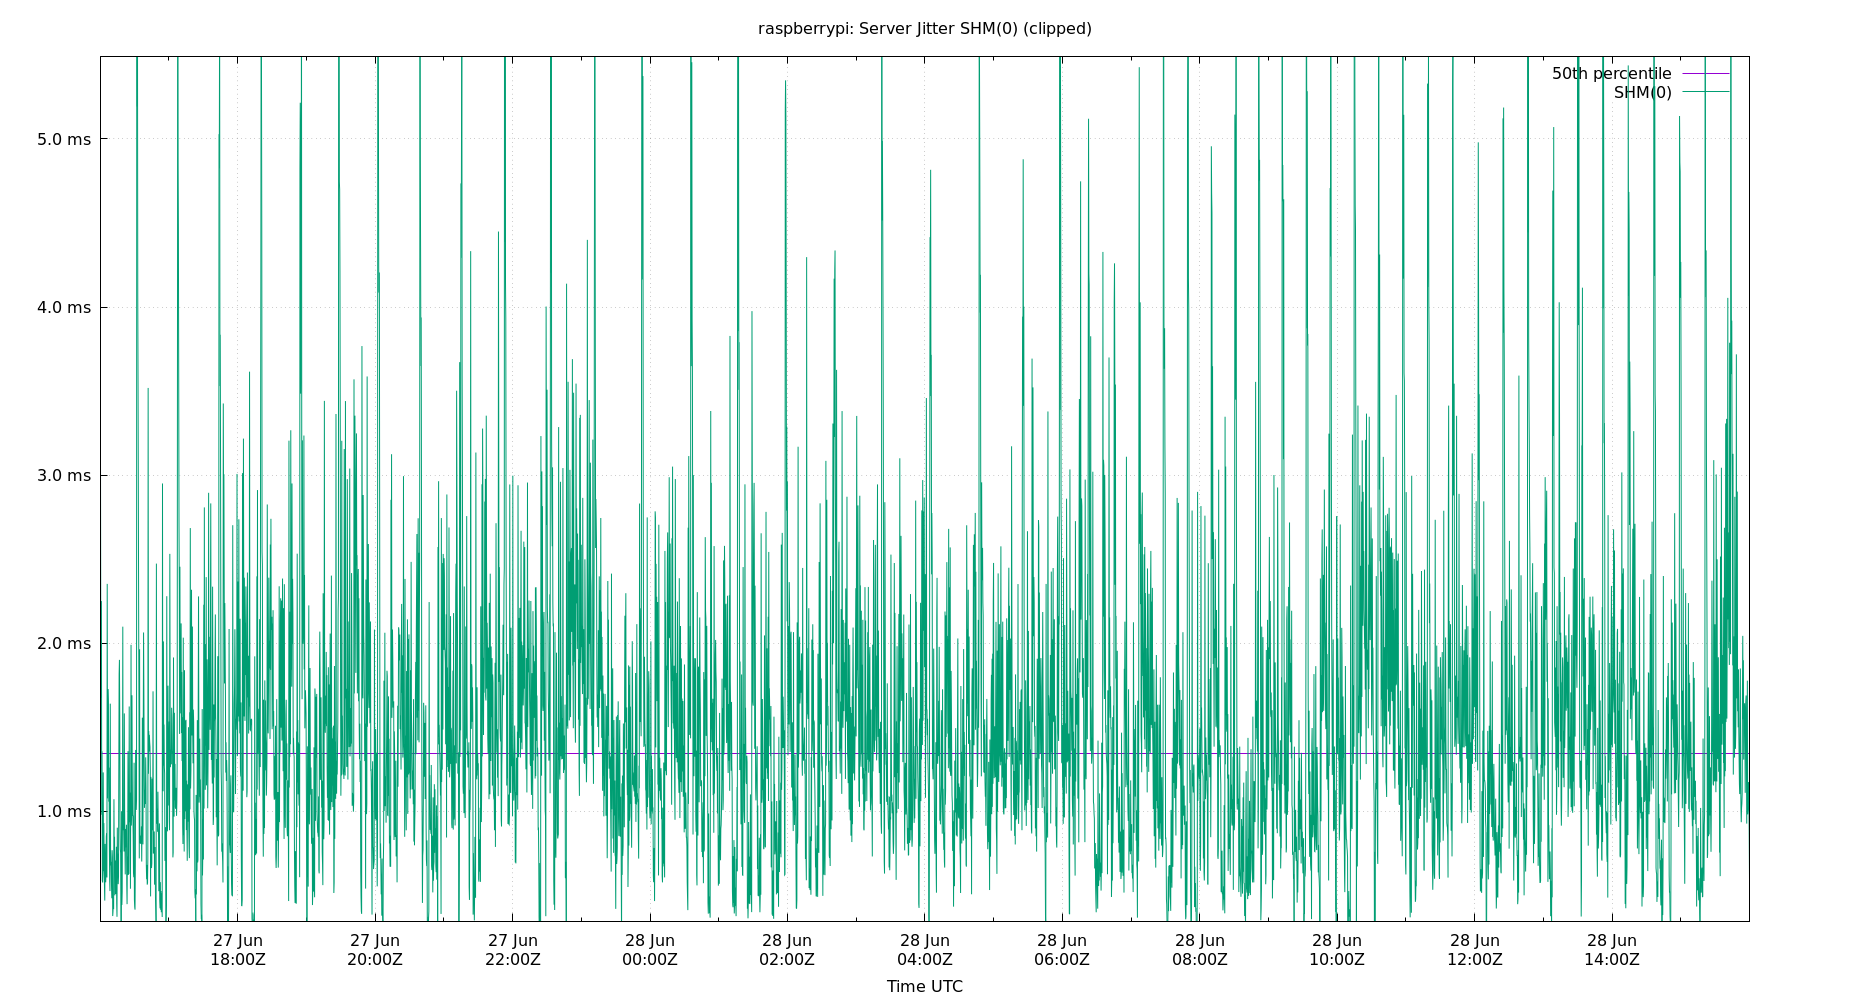 raspberrypi: Server Jitter SHM(0) (clipped)
50th percentile
SHM(0)
5.0 ms
4.0 ms
3.0 ms
2.0 ms
1.0 ms
27 Jun 27 Jun 27 Jun 28 Jun 28 Jun 28 Jun 28 Jun 28 Jun 28 Jun 28 Jun 28 Jun
18:00Z 20:00Z 22:00Z 00:00Z 02:00Z 04:00Z 06:00Z 08:00Z 10:00Z 12:00Z 14:00Z
Time UTC